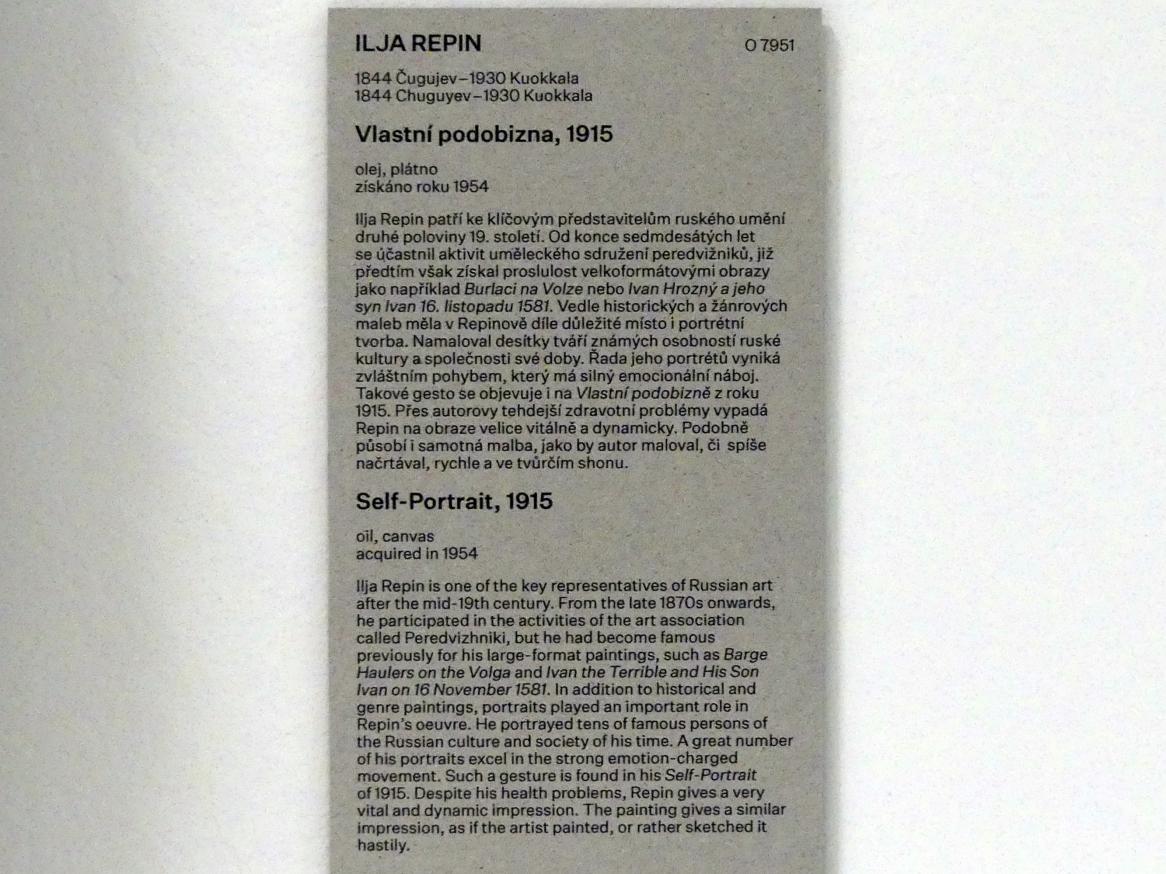 ILJA REPIN O 7951
1844 Čugujev–1930 Kuokkala
1844 Chuguyev–1930 Kuokkala
Vlastní podobizna, 1915
olej, plátno
získáno roku 1954
Ilja Repin patří ke klíčovým představitelům ruského umění
druhé poloviny 19. století. Od konce sedmdesátých let
se účastnil aktivit uměleckého sdružení peredvižniků, již
předtím však získal proslulost velkoformátovými obrazy
jako například Burlaci na Volze nebo Ivan Hrozný a jeho
syn Ivan 16. listopadu 1581. Vedle historických a žánrových
maleb měla v Repinově díle důležité místo i portrétní
tvorba. Namaloval desítky tváří známých osobností ruské
kultury a společnosti své doby. Řada jeho portrétů vyniká
zvláštním pohybem, který má silný emocionální náboj.
Takové gesto se objevuje i na Vlastní podobizně z roku
1915. Přes autorovy tehdejší zdravotní problémy vypadá
Repin na obraze velice vitálně a dynamicky. Podobně
působí i samotná malba, jako by autor maloval, či spíše
načrtával, rychle a ve tvůrčím shonu.
Self-Portrait, 1915
oil, canvas
acquired in 1954
Ilja Repin is one of the key representatives of Russian art
after the mid-19th century. From the late 1870s onwards,
he participated in the activities of the art association
called Peredvizhniki, but he had become famous
previously for his large-format paintings, such as Barge
Haulers on the Volga and Ivan the Terrible and His Son
Ivan on 16 November 1581. In addition to historical and
genre paintings, portraits played an important role in
Repin's oeuvre. He portrayed tens of famous persons of
the Russian culture and society of his time. A great number
of his portraits excel in the strong emotion-charged
movement. Such a gesture is found in his Self-Portrait
of 1915. Despite his health problems, Repin gives a very
vital and dynamic impression. The painting gives a similar
impression, as if the artist painted, or rather sketched it
hastily.